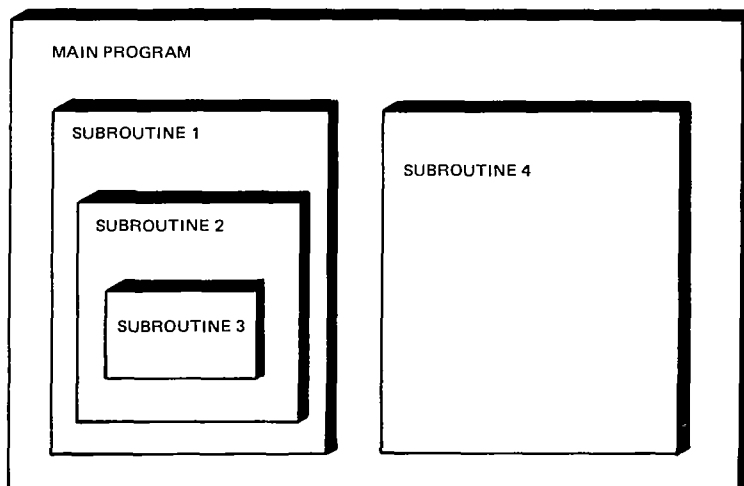 MAIN PROGRAM
SUBROUTINE 1
SUBROUTINE 2
SUBROUTINE 3
SUBROUTINE 4